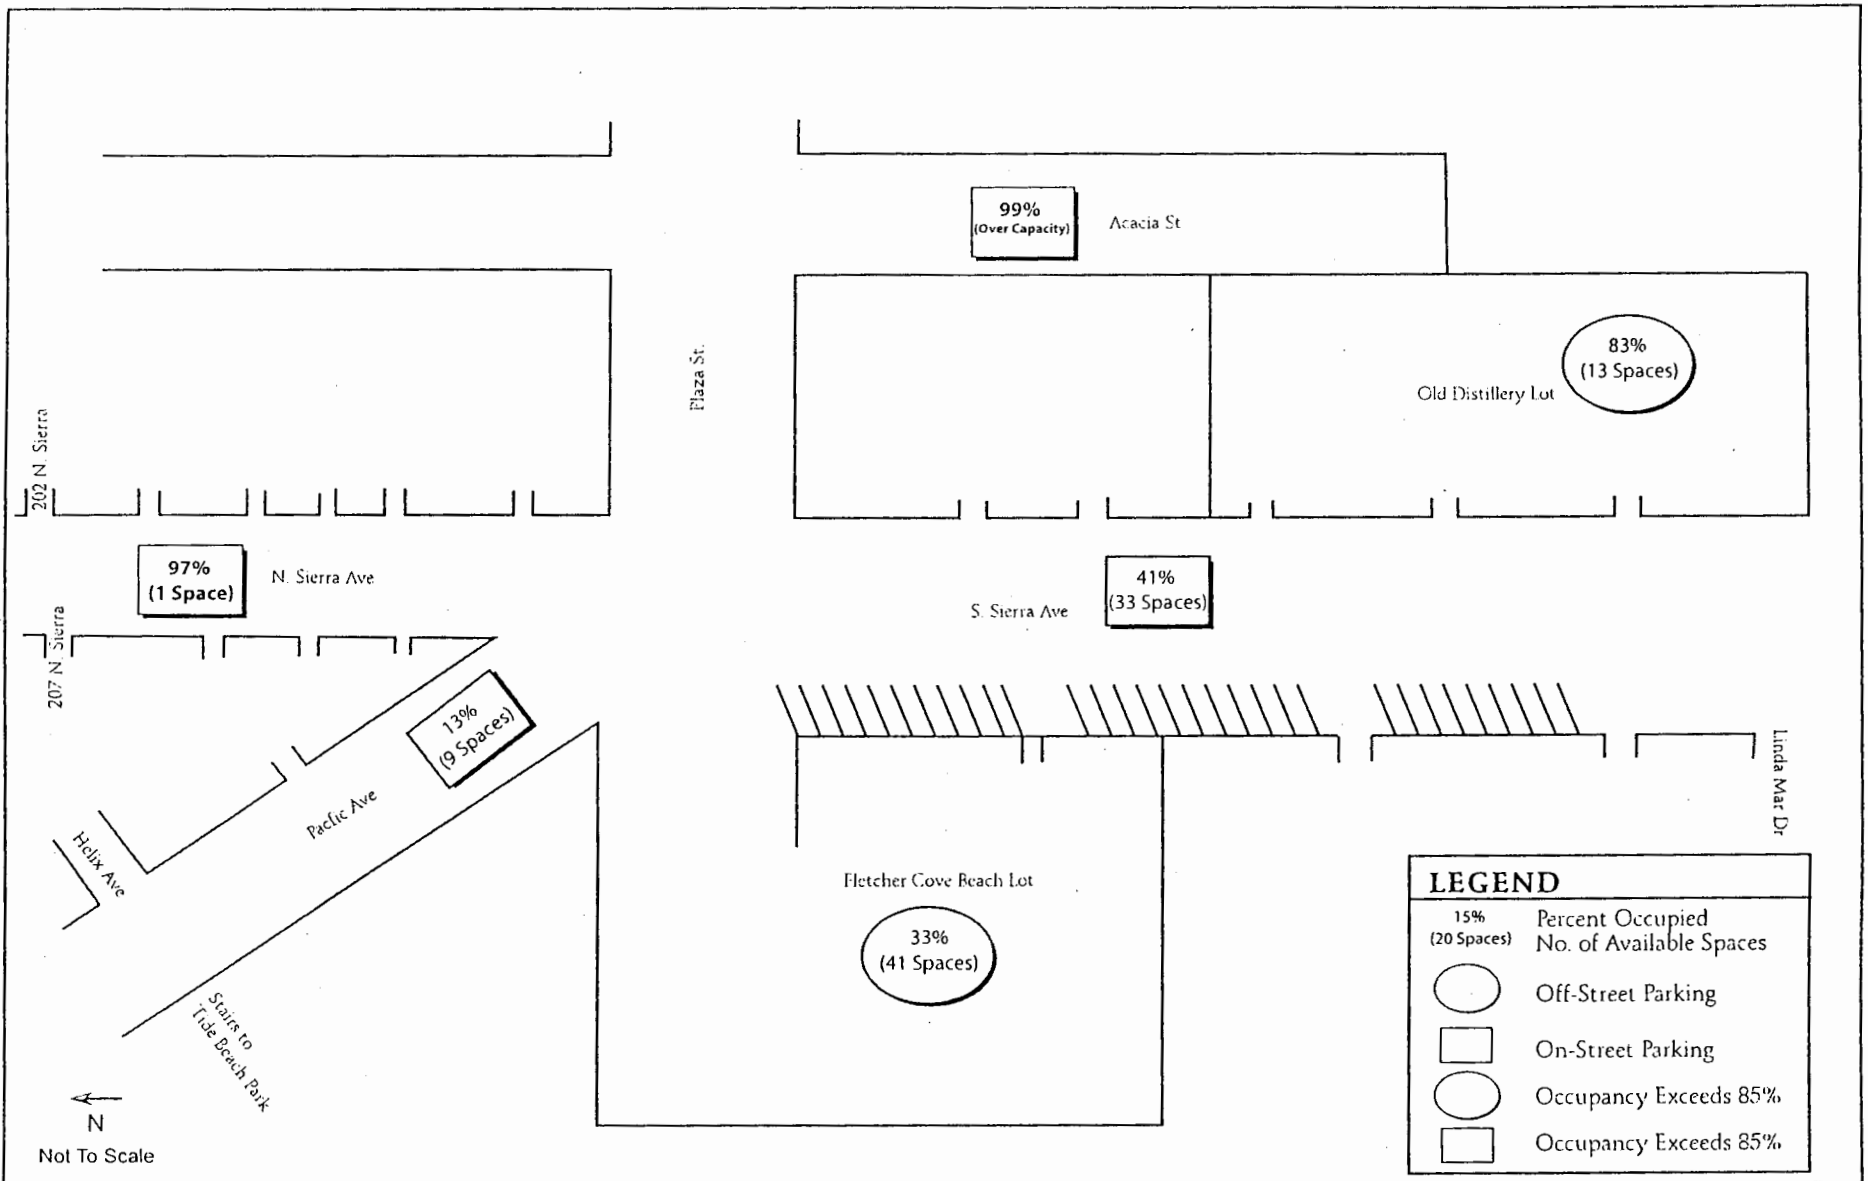 99%
(Over Capacity)
Acacia St
Plaza St.
83%
(13 Spaces)
Old Distillery Lot
202 N. Sierra
97%
(1 Space)
N. Sierra Ave
41%
(33 Spaces)
S. Sierra Ave
207 N. Sierra
13%
(9 Spaces)
Pacfic Ave
Helix Ave
Linda Mar Dr
Fletcher Cove Beach Lot
33%
(41 Spaces)
Stairs to
Tide Beach Park
N
Not To Scale
LEGEND
15%
(20 Spaces)
Percent Occupied
No. of Available Spaces
Off-Street Parking
On-Street Parking
Occupancy Exceeds 85%
Occupancy Exceeds 85%